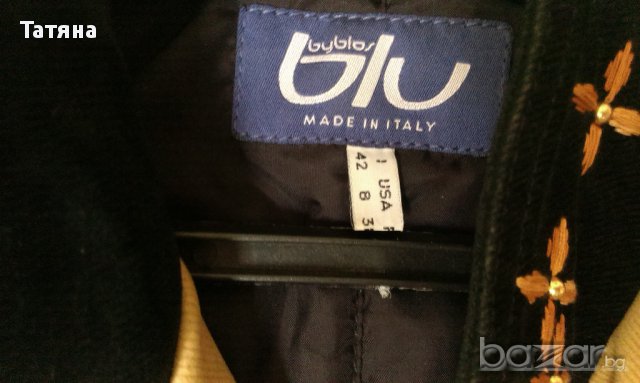 Татяна
byblos
blu
MADE IN ITALY
I USA
42 8
bazar.bg